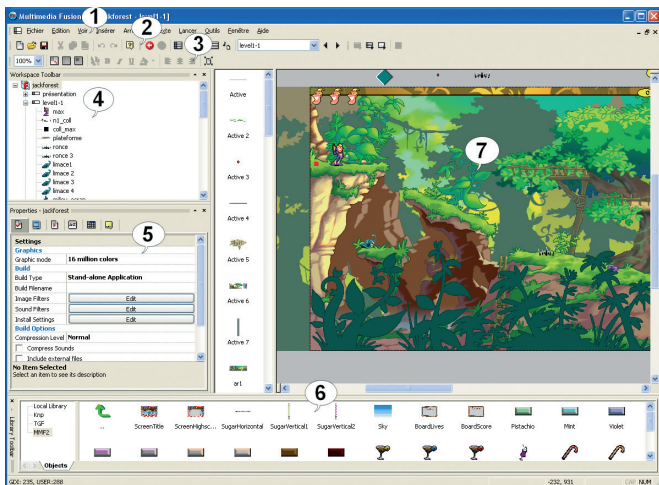 Multimedia Fusion
jackforest
level1-1]
1
Fichier Edition Voir Insérer
Lancer Outils Fenêtre Aide
2
3
level1-1
100%
Workspace Toolbar
jackforest
présentation
level1-1
max
n1_coll
coll_max
plateforme
ronce
ronce 3
limace1
limace 2
limace 3
limace 4
4
Properties - jackforest
5
Settings
Graphics
Graphic mode 16 million colors
Build
Build Type Stand-alone Application
Build Filename
Image Filters Edit
Sound Filters Edit
Install Settings Edit
Build Options
Compression Level Normal
Compress Sounds
Include external files
No Item Selected
Select an item to see its description
Active
Active 2
Active 3
Active 4
Active 5
Active 6
Active 7
ar1
7
6
Library Toolbar
Local Library
Knp
TGF
MMF2
Objects
..
ScreenTitle
ScreenHighsc...
SugarHorizontal
SugarVertical1
SugarVertical2
Sky
BoardLives
BoardScore
Pistachio
Mint
Violet
GDI: 235, USER:288
-232, 931
CAP NUM